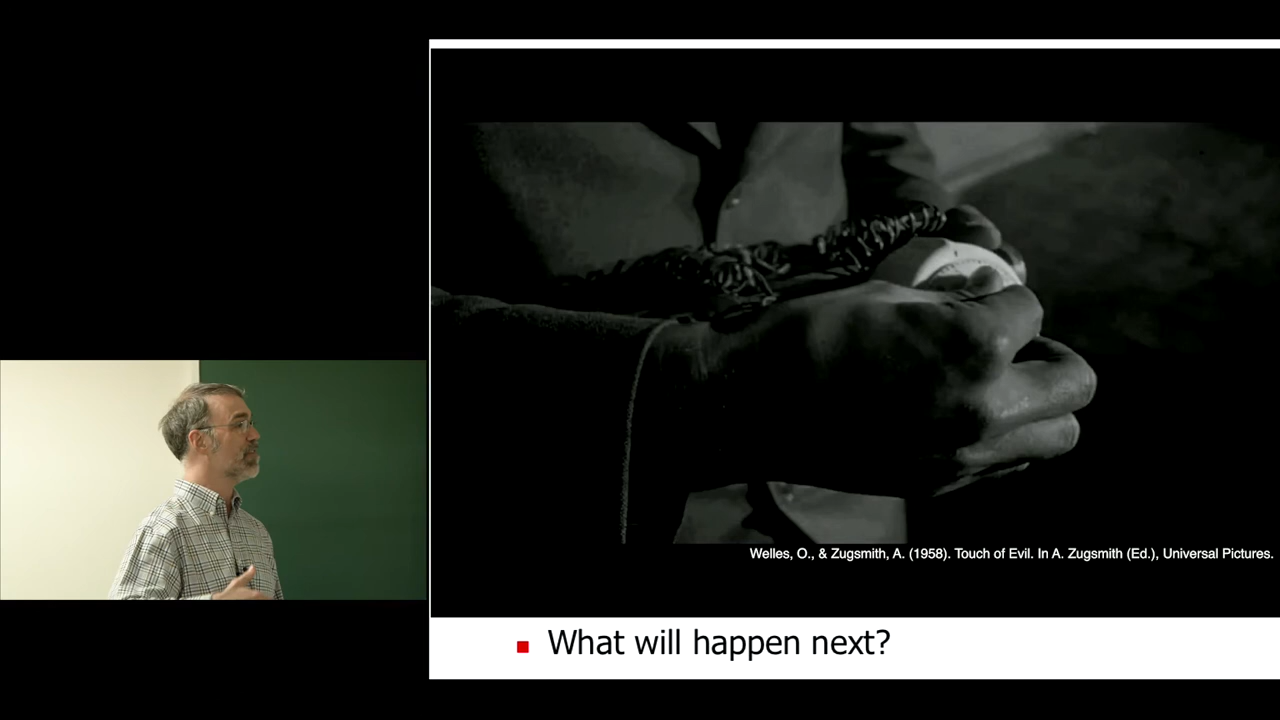 Welles, O., & Zugsmith, A. (1958). Touch of Evil. In A. Zugsmith (Ed.), Universal Pictures.
What will happen next?